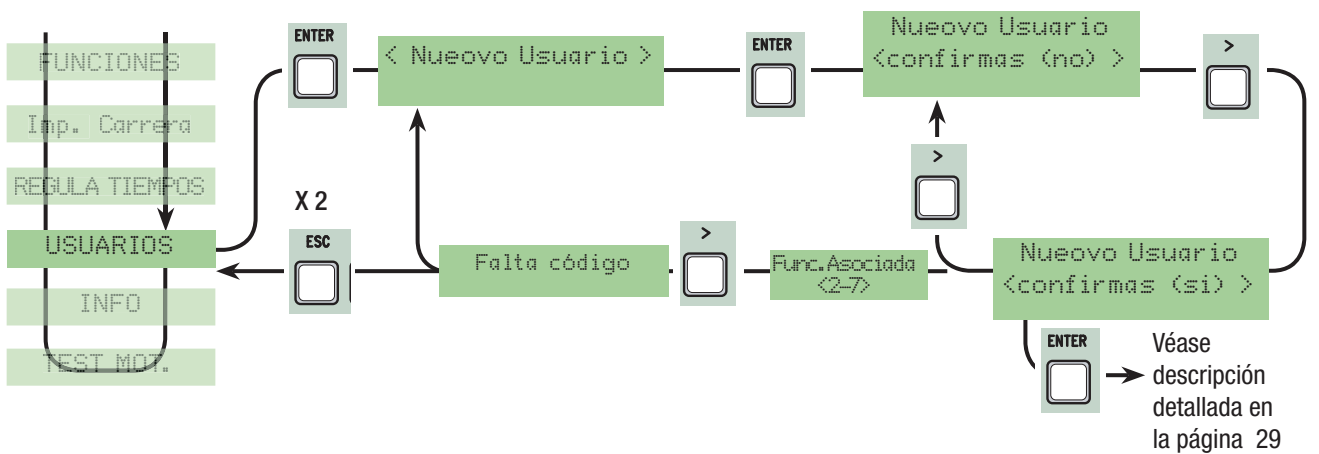 FUNCIONES
Imp. Carrera
REGULA TIEMPOS
USUARIOS
INFO
TEST MOT.
ENTER
< Nueovo Usuario >
ENTER
Nueovo Usuario
<confirmas (no) >
>
>
X 2
ESC
Falta código
>
Func.Asociada
<2-7>
Nueovo Usuario
<confirmas (si) >
ENTER
Véase
descripción
detallada en
la página 29